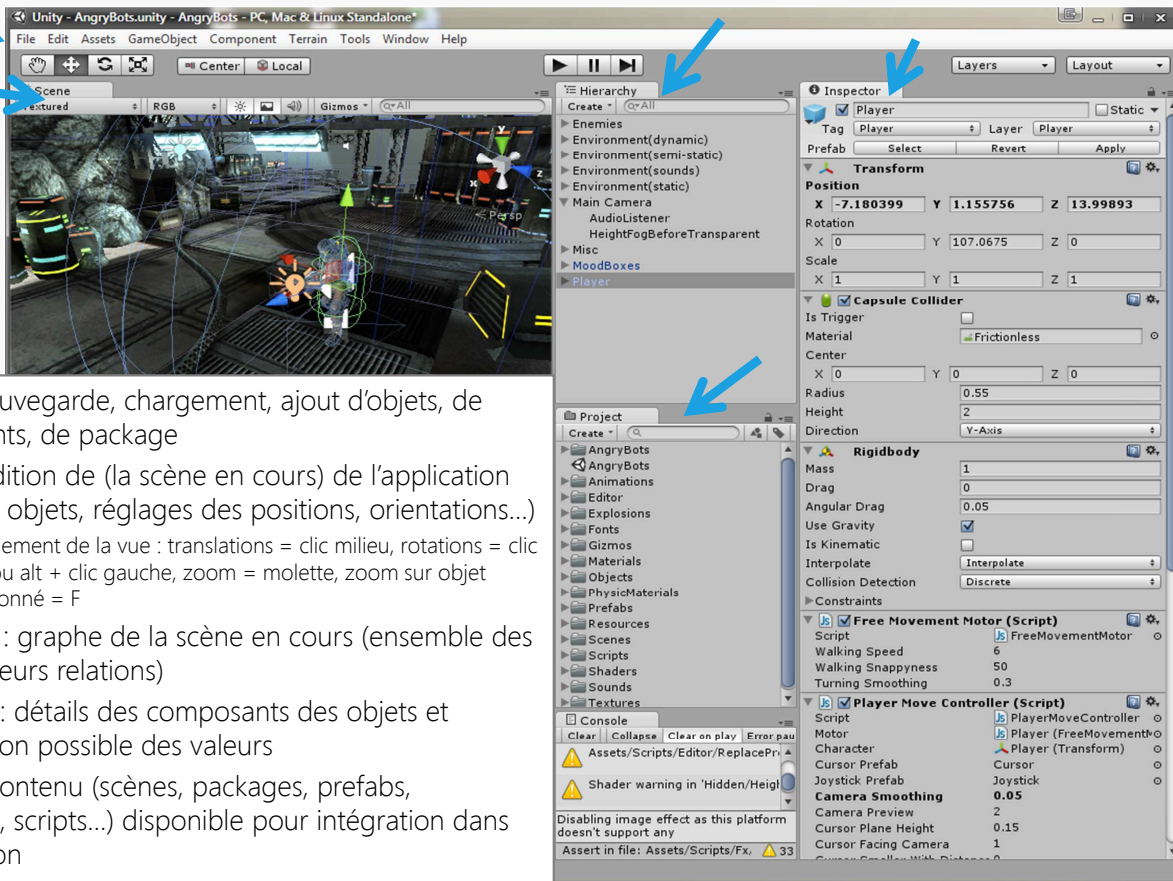 Unity - AngryBots.unity - AngryBots - PC, Mac & Linux Standalone*
File Edit Assets GameObject Component Terrain Tools Window Help
Center Local
Layers Layout
Scene
RGB Gizmos All
y
x z
Persp
Hierarchy
Create All
Enemies
Environment(dynamic)
Environment(semi-static)
Environment(sounds)
Environment(static)
Main Camera
AudioListener
HeightFogBeforeTransparent
Misc
MoodBoxes
Player
Project
Create
AngryBots
AngryBots
Animations
Editor
Explosions
Fonts
Gizmos
Materials
Objects
PhysicMaterials
Prefabs
Resources
Scenes
Scripts
Shaders
Sounds
Textures
Console
Clear Collapse Clear on play Error pau
Assets/Scripts/Editor/ReplacePr
Shader warning in 'Hidden/Heigl
Disabling image effect as this platform
doesn't support any
Assert in file: Assets/Scripts/Fx, 33
Inspector
Player Static
Tag Player Layer Player
Prefab Select Revert Apply
Transform
Position
X -7.180399 Y 1.155756 Z 13.99893
Rotation
X 0 Y 107.0675 Z 0
Scale
X 1 Y 1 Z 1
Capsule Collider
Is Trigger
Material Frictionless
Center
X 0 Y 0 Z 0
Radius 0.55
Height 2
Direction Y-Axis
Rigidbody
Mass 1
Drag 0
Angular Drag 0.05
Use Gravity
Is Kinematic
Interpolate Interpolate
Collision Detection Discrete
Constraints
Free Movement Motor (Script)
Script FreeMovementMotor
Walking Speed 6
Walking Snappyness 50
Turning Smoothing 0.3
Player Move Controller (Script)
Script PlayerMoveController
Motor Player (FreeMovementM
Character Player (Transform)
Cursor Prefab Cursor
Joystick Prefab Joystick
Camera Smoothing 0.05
Camera Preview 2
Cursor Plane Height 0.15
Cursor Facing Camera 1
uvegarde, chargement, ajout d'objets, de
nts, de package
dition de (la scène en cours) de l'application
objets, réglages des positions, orientations...)
ement de la vue : translations = clic milieu, rotations = clic
ou alt + clic gauche, zoom = molette, zoom sur objet
onné = F
: graphe de la scène en cours (ensemble des
eurs relations)
: détails des composants des objets et
on possible des valeurs
ontenu (scènes, packages, prefabs,
, scripts...) disponible pour intégration dans
on